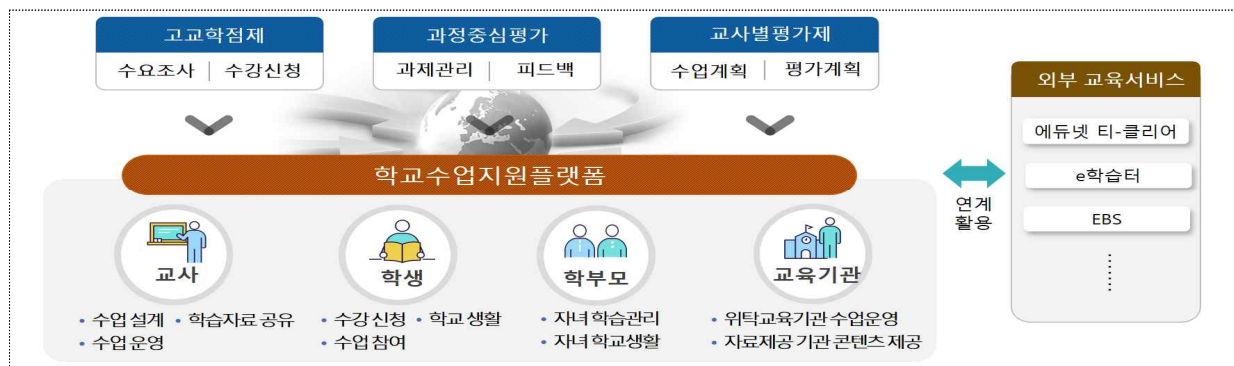 고교학점제
수요조사 | 수강신청
과정중심평가
과제관리 | 피드백
교사별평가제
수업계획 | 평가계획
학교수업지원플랫폼
교사
• 수업 설계 • 학습자료 공유
• 수업 운영
학생
• 수강 신청 • 학교 생활
• 수업 참여
학부모
• 자녀 학습관리
• 자녀 학교생활
교육기관
• 위탁교육기관 수업운영
• 자료제공 기관 콘텐츠 제공
연계
활용
외부 교육서비스
에듀넷 티-클리어
e학습터
EBS